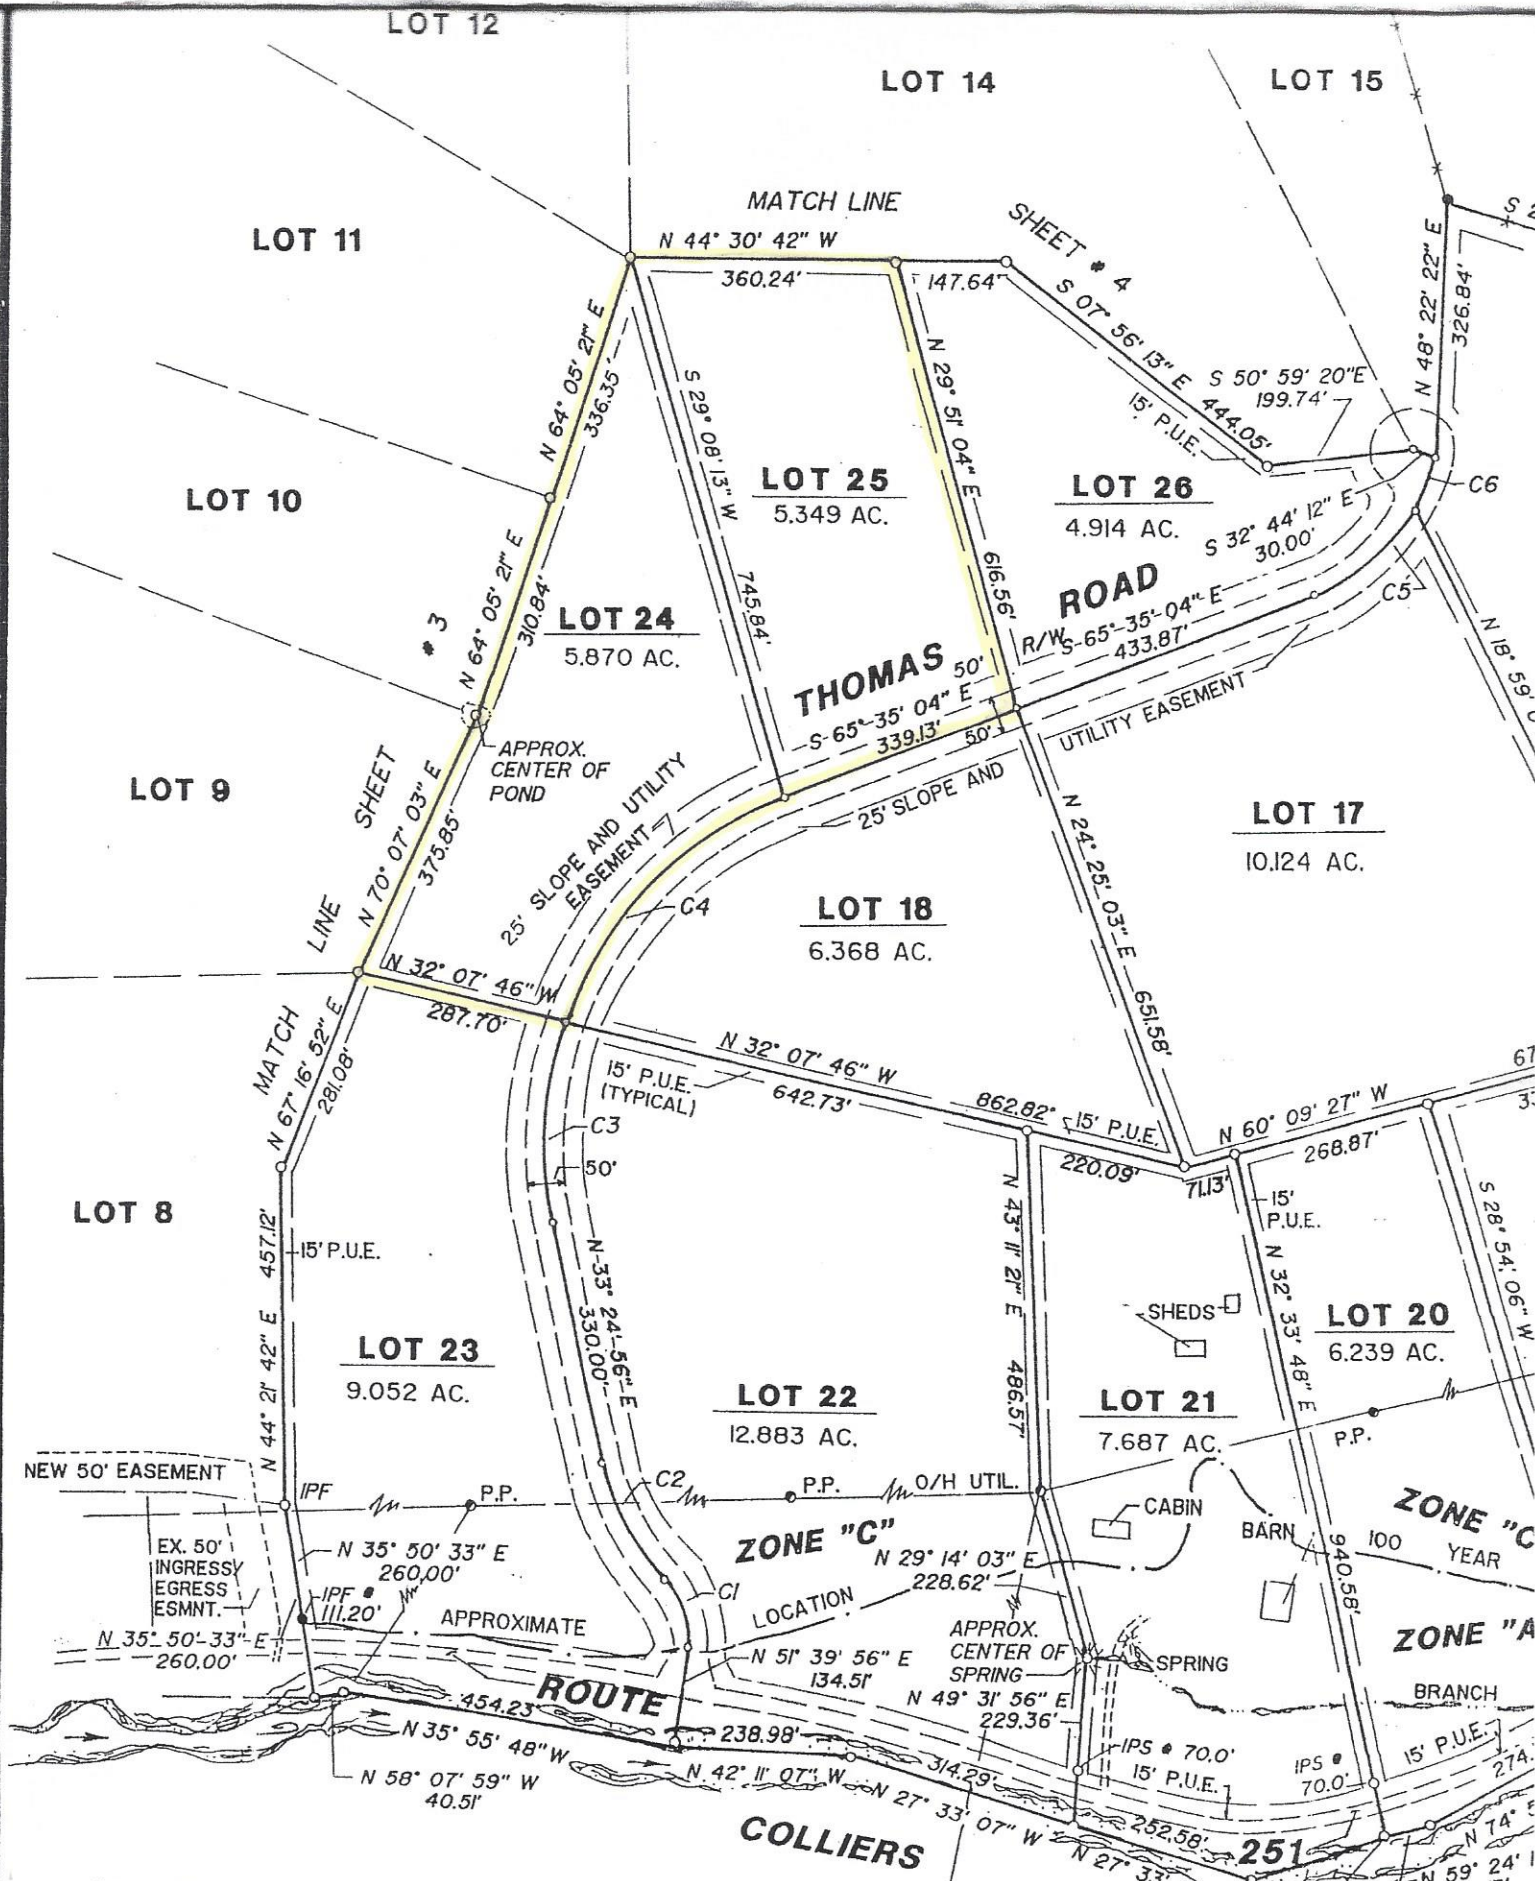 LOT 12
LOT 14
LOT 15
MATCH LINE
SHEET # 4
LOT 11
N 44° 30' 42" W
360.24'
147.64'
S 07° 56' 13" E
444.05'
15' P.U.E.
N 48° 22' 22" E
326.84'
S 50° 59' 20"E
199.74'
N 64° 05' 21" E
336.35'
S 29° 08' 13" W
745.84'
N 29° 51' 04" E
616.56'
LOT 25
5.349 AC.
LOT 26
4.914 AC.
C6
LOT 10
S 32° 44' 12" E
30.00'
C5
N 64° 05' 21" E
310.84'
LOT 24
5.870 AC.
THOMAS ROAD
50' R/W
S-65°-35'-04"-E
433.87'
S-65°-35' 04" E
339.13'
50'
UTILITY EASEMENT
25' SLOPE AND
N 18° 59'
MATCH LINE SHEET # 3
APPROX.
CENTER OF
POND
LOT 9
N 70° 07' 03" E
375.85'
25' SLOPE AND UTILITY
EASEMENT
C4
LOT 17
10.124 AC.
LOT 18
6.368 AC.
N 24° 25' 03" E
651.58'
N 32° 07' 46" W
287.70'
N 67° 16' 52" E
281.08'
15' P.U.E.
(TYPICAL)
N 32° 07' 46" W
642.73'
862.82'
15' P.U.E.
220.09'
71.13'
N 60° 09' 27" W
268.87'
C3
50'
LOT 8
457.12'
N 44° 21' 42" E
15' P.U.E.
N 43° 11' 21" E
486.57'
15'
P.U.E.
S 28° 54' 06" W
N-33° 24'-56"-E
330.00'
SHEDS
N 32° 33' 48" E
940.58'
LOT 20
6.239 AC.
LOT 23
9.052 AC.
LOT 22
12.883 AC.
LOT 21
7.687 AC.
P.P.
NEW 50' EASEMENT
IPF
P.P.
C2
P.P.
O/H UTIL.
CABIN
ZONE "C"
ZONE "C
EX. 50'
INGRESS/
EGRESS
ESMNT.
N 35° 50' 33" E
260.00'
IPF @
111.20'
N 29° 14' 03" E
228.62'
BARN
100 YEAR
N 35° 50'-33"-E
260.00'
APPROXIMATE
C1
LOCATION
APPROX.
CENTER OF
SPRING
SPRING
ZONE "A
N 51° 39' 56" E
134.51'
N 49° 31' 56" E
229.36'
BRANCH
ROUTE
454.23'
N 35° 55' 48" W
238.98'
N 42° 11' 07" W
IPS @ 70.0'
15' P.U.E.
IPS @
70.0'
15' P.U.E.
274.
N 58° 07' 59" W
40.51'
314.29'
N 27° 33' 07" W
252.58'
251
N 27° 33'
N 74°
N 59° 24'
COLLIERS